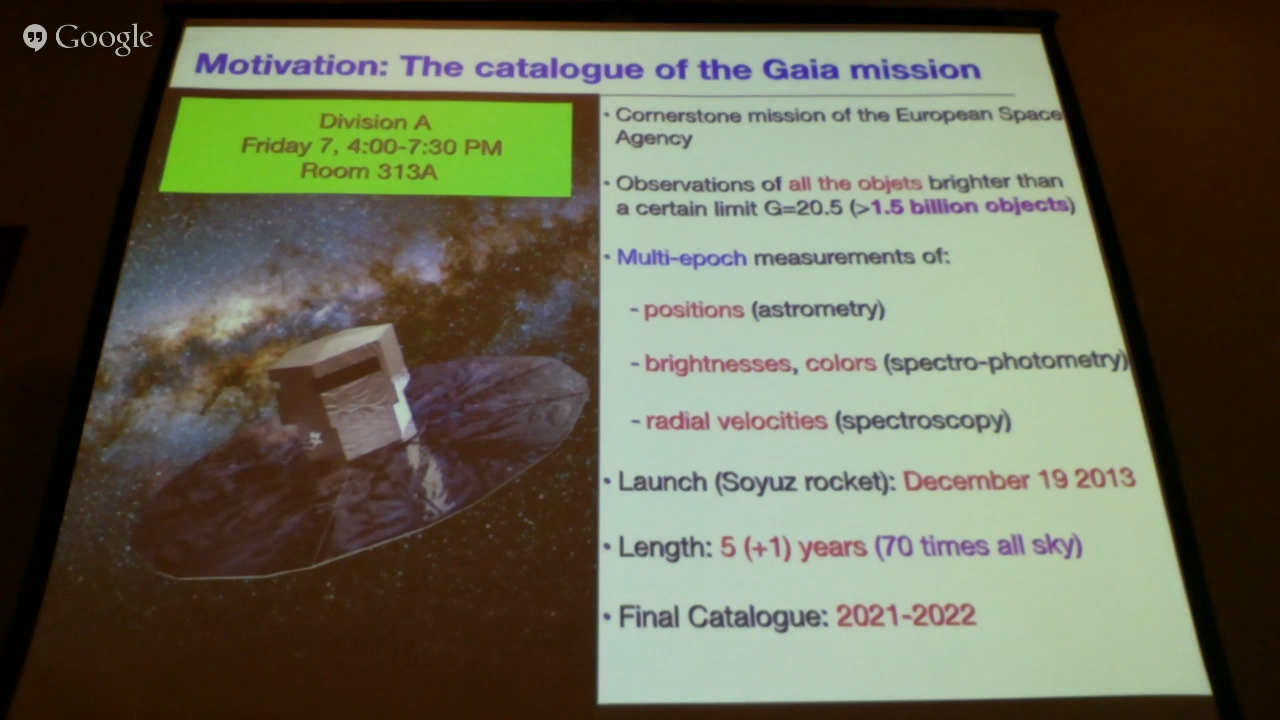 Google
Motivation: The catalogue of the Gaia mission
Division A
Friday 7, 4:00-7:30 PM
Room 313A
• Cornerstone mission of the European Space
Agency
• Observations of all the objets brighter than
a certain limit G=20.5 (>1.5 billion objects)
• Multi-epoch measurements of:
- positions (astrometry)
- brightnesses, colors (spectro-photometry)
- radial velocities (spectroscopy)
• Launch (Soyuz rocket): December 19 2013
• Length: 5 (+1) years (70 times all sky)
• Final Catalogue: 2021-2022